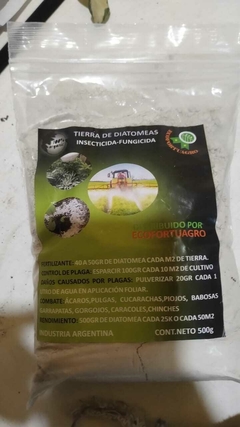 TIERRA DE DIATOMEAS
INSECTICIDA-FUNGICIDA
POR
FERTILIZANTE: 40 A 50GR DE DIATOMEA CADA M2 DE TIERRA.
CONTROL DE PLAGA: ESPARCIR 100GR CADA 10 M2 DE CULTIVO
DAÑOS CAUSADOS POR PLAGAS: PULVERIZAR 20GR CADA 1
LITRO DE AGUA EN APLICACIÓN FOLIAR.
COMBATE: ÁCAROS,PULGAS, CUCARACHAS,PIOJOS, BABOSAS
GORGOJOS, CARACOLES,CHINCHES
RENDIMIENTO: 500GR DE DIATOMEA CADA 25K O CADA 50M2
INDUSTRIA ARGENTINA
CONT.NETO 500g